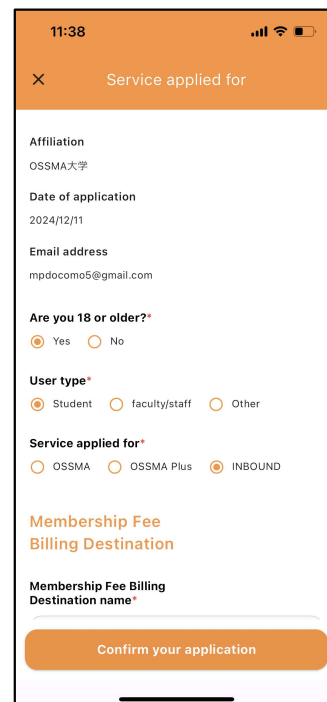 11:38
Service applied for
Affiliation
OSSMA大学
Date of application
2024/12/11
Email address
mpdocomo5@gmail.com
Are you 18 or older?*
Yes No
User type*
Student faculty/staff Other
Service applied for*
OSSMA OSSMA Plus INBOUND
Membership Fee
Billing Destination
Membership Fee Billing
Destination name*
Confirm your application